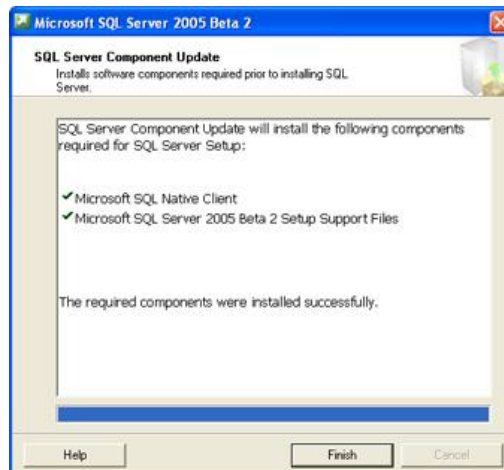 Microsoft SQL Server 2005 Beta 2
SQL Server Component Update
Installs software components required prior to installing SQL
Server.
SQL Server Component Update will install the following components
required for SQL Server Setup:
Microsoft SQL Native Client
Microsoft SQL Server 2005 Beta 2 Setup Support Files
The required components were installed successfully.
Help
Finish
Cancel